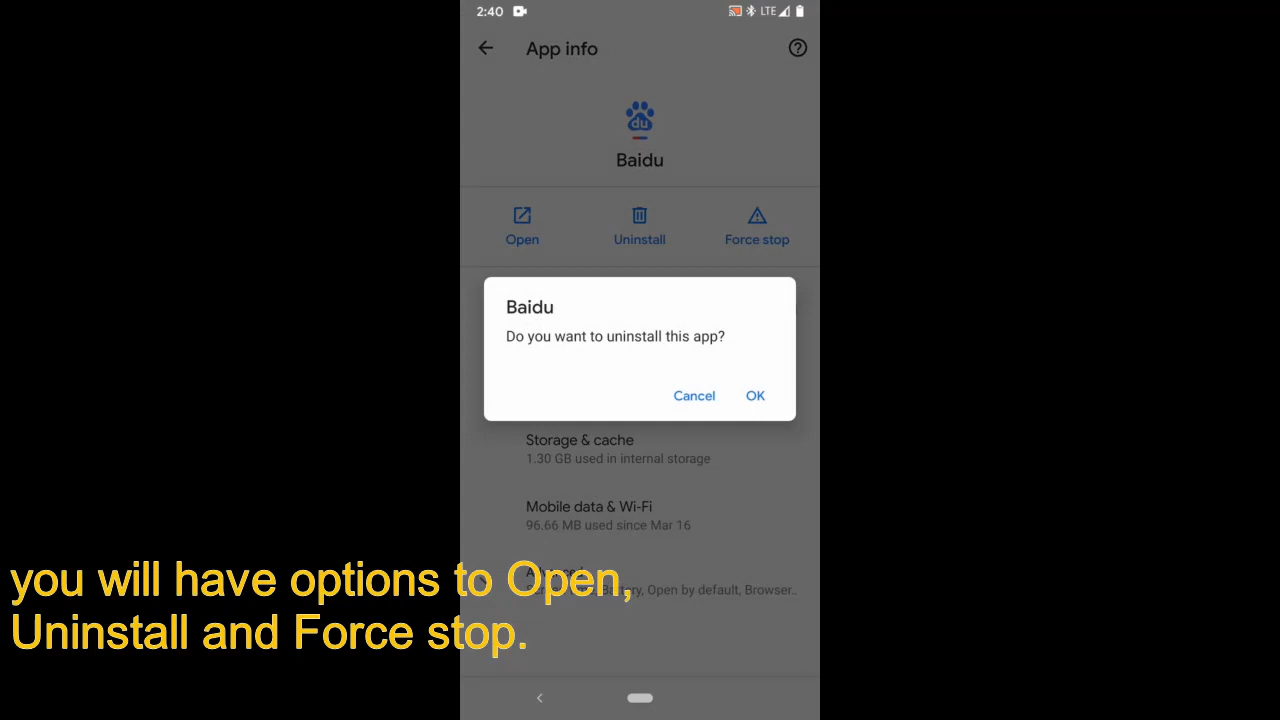 2:40
LTE
App info
du
Baidu
Open
Uninstall
Force stop
Baidu
Do you want to uninstall this app?
Cancel
OK
Storage & cache
1.30 GB used in internal storage
Mobile data & Wi-Fi
96.66 MB used since Mar 16
Battery, Open by default, Browser..
you will have options to Open,
Uninstall and Force stop.